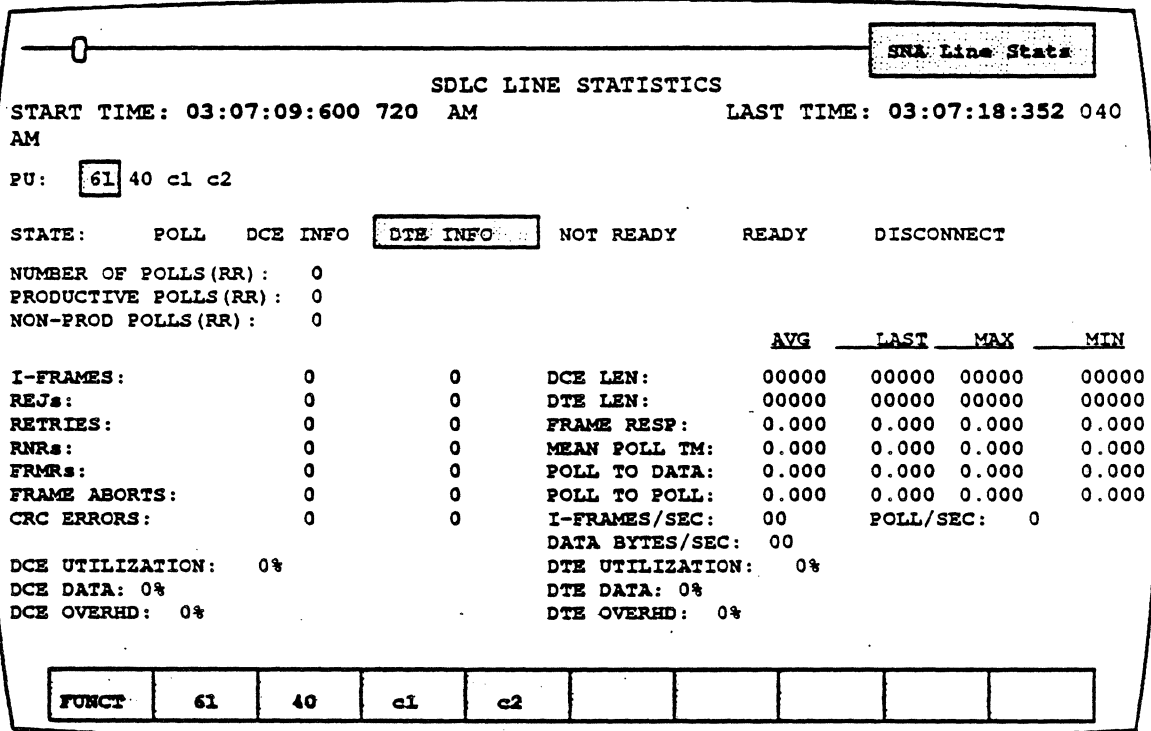 SNA Line Stats
SDLC LINE STATISTICS
START TIME: 03:07:09:600 720 AM LAST TIME: 03:07:18:352 040
AM
PU: 61 40 c1 c2
STATE: POLL DCE INFO DTE INFO NOT READY READY DISCONNECT
NUMBER OF POLLS(RR): 0
PRODUCTIVE POLLS(RR): 0
NON-PROD POLLS(RR): 0
AVG LAST MAX MIN
I-FRAMES: 0 0 DCE LEN: 00000 00000 00000 00000
REJs: 0 0 DTE LEN: 00000 00000 00000 00000
RETRIES: 0 0 FRAME RESP: 0.000 0.000 0.000 0.000
RNRs: 0 0 MEAN POLL TM: 0.000 0.000 0.000 0.000
FRMRs: 0 0 POLL TO DATA: 0.000 0.000 0.000 0.000
FRAME ABORTS: 0 0 POLL TO POLL: 0.000 0.000 0.000 0.000
CRC ERRORS: 0 0 I-FRAMES/SEC: 00 POLL/SEC: 0
DATA BYTES/SEC: 00
DCE UTILIZATION: 0% DTE UTILIZATION: 0%
DCE DATA: 0% DTE DATA: 0%
DCE OVERHD: 0% DTE OVERHD: 0%
FUNCT 61 40 c1 c2